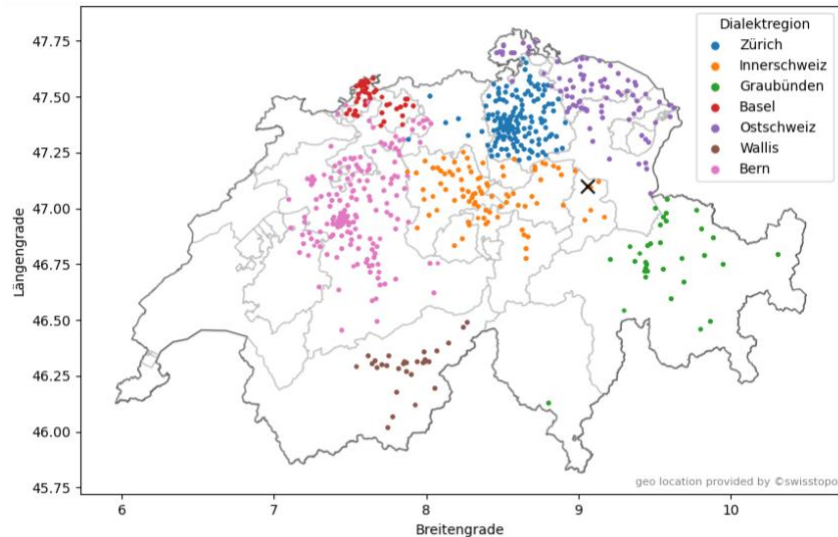 47.75
47.50
47.25
47.00
46.75
46.50
46.25
46.00
45.75
Längengrade
6
7
8
9
10
Breitengrade
Dialektregion
Zürich
Innerschweiz
Graubünden
Basel
Ostschweiz
Wallis
Bern
geo location provided by ©swisstopo